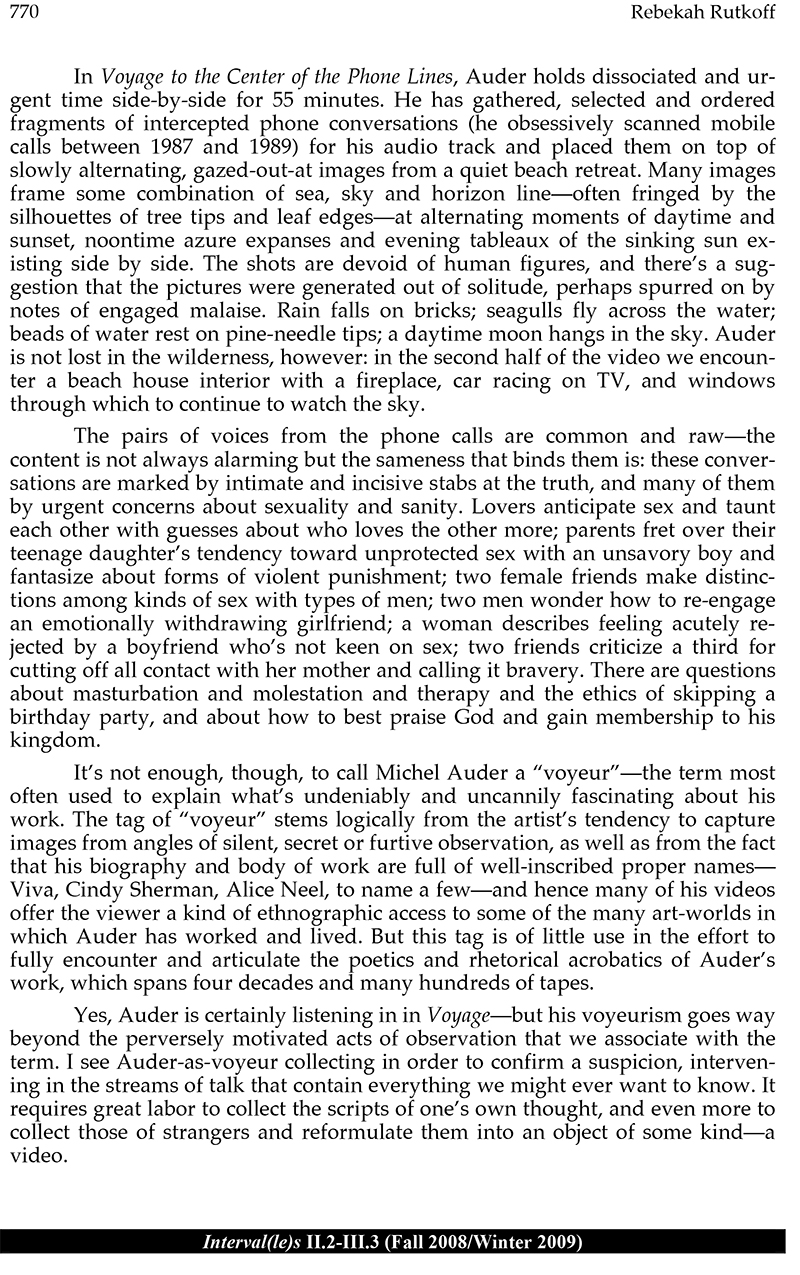 770 Rebekah Rutkoff
In Voyage to the Center of the Phone Lines, Auder holds dissociated and ur-
gent time side-by-side for 55 minutes. He has gathered, selected and ordered
fragments of intercepted phone conversations (he obsessively scanned mobile
calls between 1987 and 1989) for his audio track and placed them on top of
slowly alternating, gazed-out-at images from a quiet beach retreat. Many images
frame some combination of sea, sky and horizon line—often fringed by the
silhouettes of tree tips and leaf edges—at alternating moments of daytime and
sunset, noontime azure expanses and evening tableaux of the sinking sun ex-
isting side by side. The shots are devoid of human figures, and there's a sug-
gestion that the pictures were generated out of solitude, perhaps spurred on by
notes of engaged malaise. Rain falls on bricks; seagulls fly across the water;
beads of water rest on pine-needle tips; a daytime moon hangs in the sky. Auder
is not lost in the wilderness, however: in the second half of the video we encoun-
ter a beach house interior with a fireplace, car racing on TV, and windows
through which to continue to watch the sky.
The pairs of voices from the phone calls are common and raw—the
content is not always alarming but the sameness that binds them is: these conver-
sations are marked by intimate and incisive stabs at the truth, and many of them
by urgent concerns about sexuality and sanity. Lovers anticipate sex and taunt
each other with guesses about who loves the other more; parents fret over their
teenage daughter's tendency toward unprotected sex with an unsavory boy and
fantasize about forms of violent punishment; two female friends make distinc-
tions among kinds of sex with types of men; two men wonder how to re-engage
an emotionally withdrawing girlfriend; a woman describes feeling acutely re-
jected by a boyfriend who's not keen on sex; two friends criticize a third for
cutting off all contact with her mother and calling it bravery. There are questions
about masturbation and molestation and therapy and the ethics of skipping a
birthday party, and about how to best praise God and gain membership to his
kingdom.
It's not enough, though, to call Michel Auder a “voyeur”—the term most
often used to explain what's undeniably and uncannily fascinating about his
work. The tag of “voyeur” stems logically from the artist's tendency to capture
images from angles of silent, secret or furtive observation, as well as from the fact
that his biography and body of work are full of well-inscribed proper names—
Viva, Cindy Sherman, Alice Neel, to name a few—and hence many of his videos
offer the viewer a kind of ethnographic access to some of the many art-worlds in
which Auder has worked and lived. But this tag is of little use in the effort to
fully encounter and articulate the poetics and rhetorical acrobatics of Auder's
work, which spans four decades and many hundreds of tapes.
Yes, Auder is certainly listening in in Voyage—but his voyeurism goes way
beyond the perversely motivated acts of observation that we associate with the
term. I see Auder-as-voyeur collecting in order to confirm a suspicion, interven-
ing in the streams of talk that contain everything we might ever want to know. It
requires great labor to collect the scripts of one's own thought, and even more to
collect those of strangers and reformulate them into an object of some kind—a
video.
Interval(le)s II.2-III.3 (Fall 2008/Winter 2009)